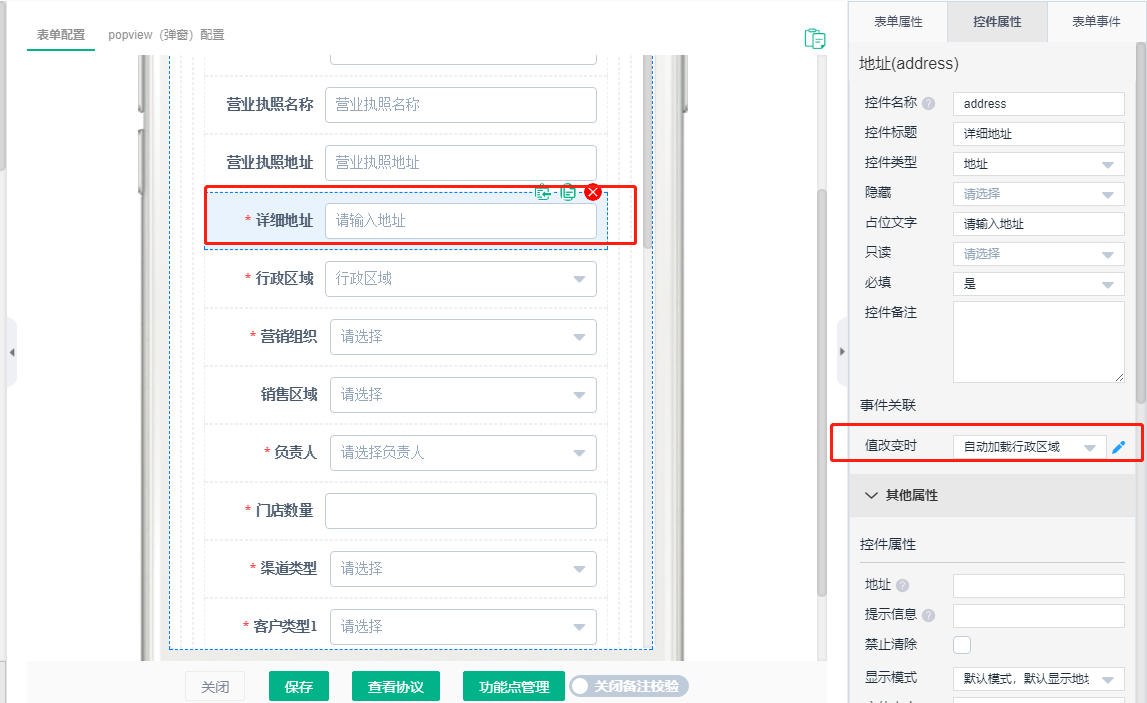 表单配置
popview（弹窗）配置
营业执照名称
营业执照名称
营业执照地址
营业执照地址
* 详细地址
请输入地址
* 行政区域
行政区域
* 营销组织
请选择
销售区域
请选择
* 负责人
请选择负责人
* 门店数量
* 渠道类型
请选择
* 客户类型1
请选择
关闭
保存
查看协议
功能点管理
关闭备注校验
表单属性
控件属性
表单事件
地址(address)
控件名称 ?
address
控件标题
详细地址
控件类型
地址
隐藏
请选择
占位文字
请输入地址
只读
请选择
必填
是
控件备注
事件关联
值改变时
自动加载行政区域
其他属性
控件属性
地址 ?
提示信息 ?
禁止清除
显示模式
默认模式，默认显示地